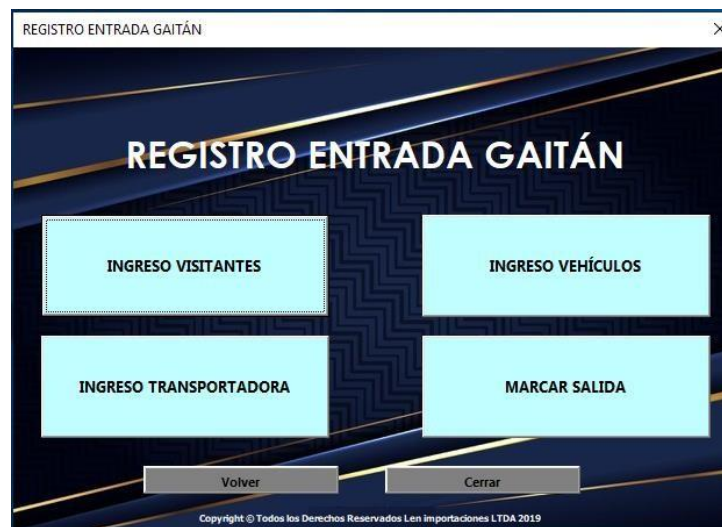 REGISTRO ENTRADA GAITÁN
REGISTRO ENTRADA GAITÁN
INGRESO VISITANTES
INGRESO VEHÍCULOS
INGRESO TRANSPORTADORA
MARCAR SALIDA
Volver
Cerrar
Copyright © Todos los Derechos Reservados Len importaciones LTDA 2019